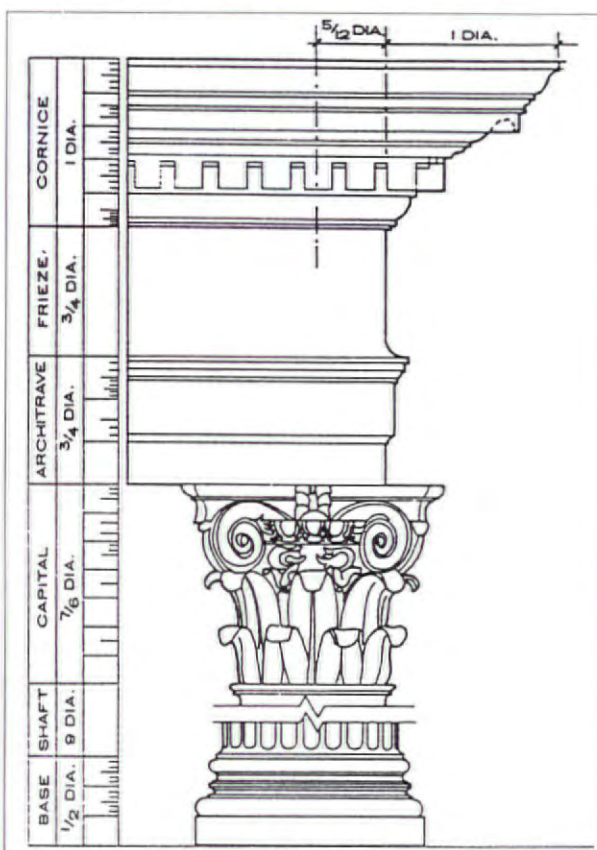 5/12 DIA. 1 DIA.
CORNICE
1 DIA.
FRIEZE,
3/4 DIA.
ARCHITRAVE
3/4 DIA.
CAPITAL
7/6 DIA.
SHAFT
9 DIA.
BASE
1/2 DIA.